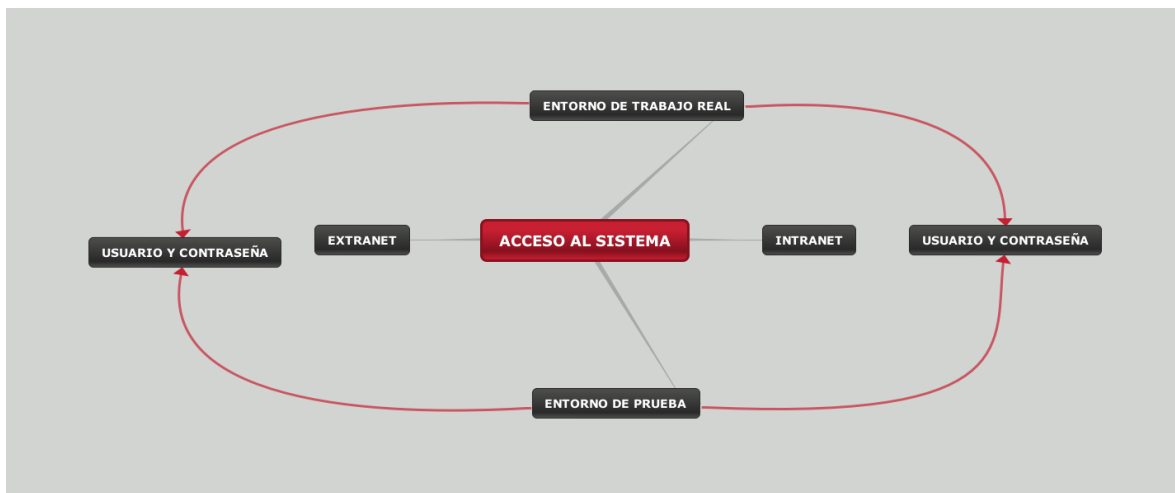 ENTORNO DE TRABAJO REAL
EXTRANET
ACCESO AL SISTEMA
INTRANET
USUARIO Y CONTRASEÑA
USUARIO Y CONTRASEÑA
ENTORNO DE PRUEBA